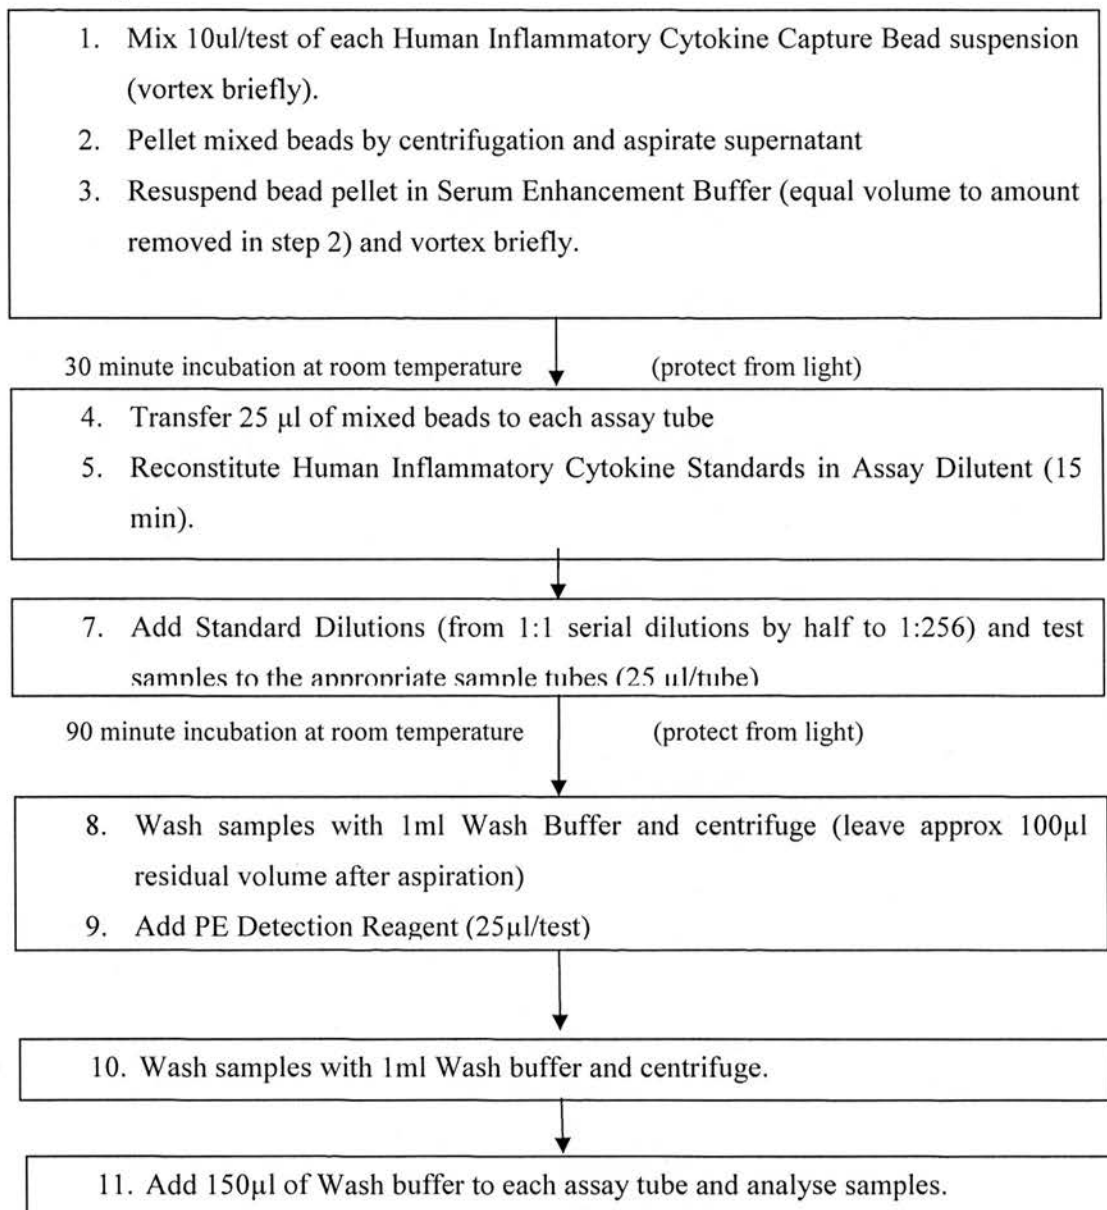 1. Mix 10ul/test of each Human Inflammatory Cytokine Capture Bead suspension
(vortex briefly).
2. Pellet mixed beads by centrifugation and aspirate supernatant
3. Resuspend bead pellet in Serum Enhancement Buffer (equal volume to amount
removed in step 2) and vortex briefly.
30 minute incubation at room temperature (protect from light)
4. Transfer 25 µl of mixed beads to each assay tube
5. Reconstitute Human Inflammatory Cytokine Standards in Assay Dilutent (15
min).
7. Add Standard Dilutions (from 1:1 serial dilutions by half to 1:256) and test
samples to the appropriate sample tubes (25 µl/tube)
90 minute incubation at room temperature (protect from light)
8. Wash samples with 1ml Wash Buffer and centrifuge (leave approx 100µl
residual volume after aspiration)
9. Add PE Detection Reagent (25µl/test)
10. Wash samples with 1ml Wash buffer and centrifuge.
11. Add 150µl of Wash buffer to each assay tube and analyse samples.